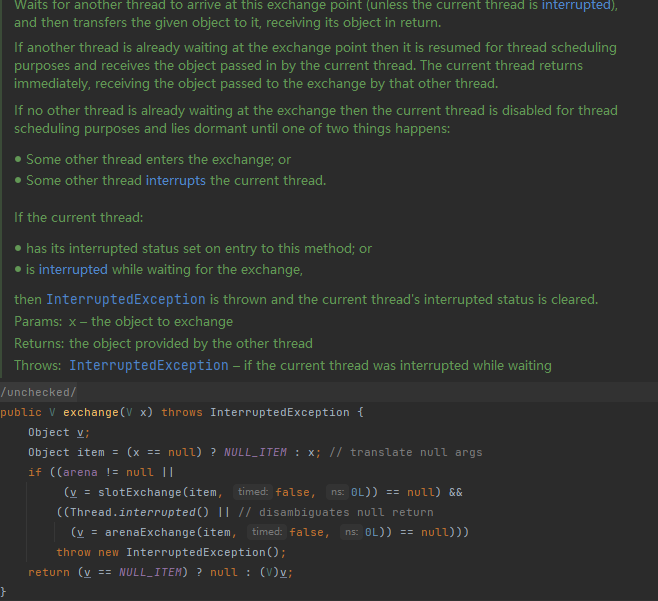 Waits for another thread to arrive at this exchange point (unless the current thread is interrupted),
and then transfers the given object to it, receiving its object in return.
If another thread is already waiting at the exchange point then it is resumed for thread scheduling
purposes and receives the object passed in by the current thread. The current thread returns
immediately, receiving the object passed to the exchange by that other thread.
If no other thread is already waiting at the exchange then the current thread is disabled for thread
scheduling purposes and lies dormant until one of two things happens:
• Some other thread enters the exchange; or
• Some other thread interrupts the current thread.
If the current thread:
• has its interrupted status set on entry to this method; or
• is interrupted while waiting for the exchange,
then InterruptedException is thrown and the current thread's interrupted status is cleared.
Params: x – the object to exchange
Returns: the object provided by the other thread
Throws: InterruptedException – if the current thread was interrupted while waiting
/unchecked/
public V exchange(V x) throws InterruptedException {
Object v;
Object item = (x == null) ? NULL_ITEM : x; // translate null args
if ((arena != null ||
(v = slotExchange(item, timed: false, ns: 0L)) == null) &&
((Thread.interrupted() || // disambiguates null return
(v = arenaExchange(item, timed: false, ns: 0L)) == null)))
throw new InterruptedException();
return (v == NULL_ITEM) ? null : (V)v;
}